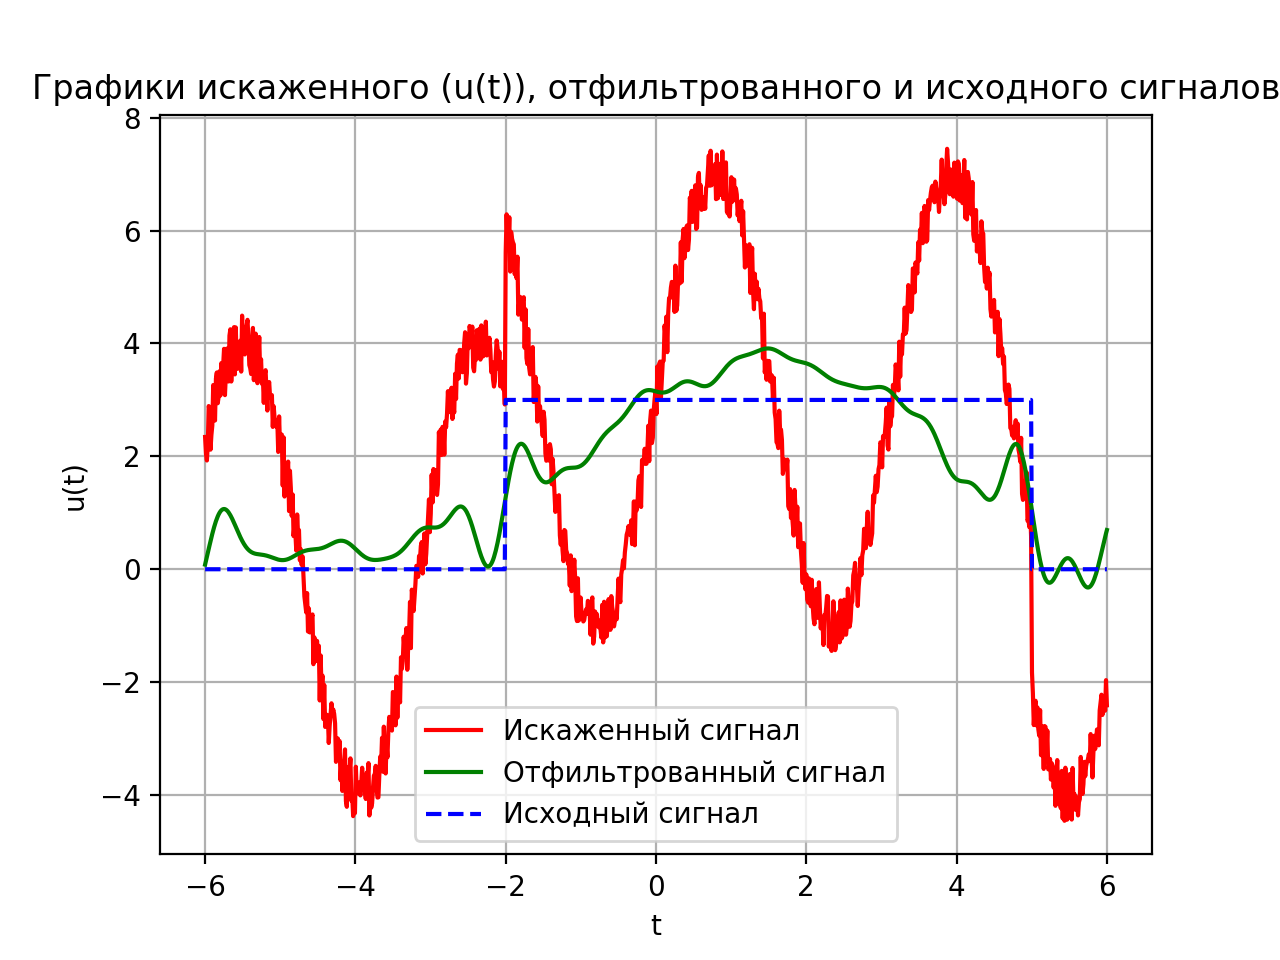 Графики искаженного (u(t)), отфильтрованного и исходного сигналов
8
6
4
2
0
−2
−4
u(t)
Искаженный сигнал
Отфильтрованный сигнал
Исходный сигнал
−6 −4 −2 0 2 4 6
t